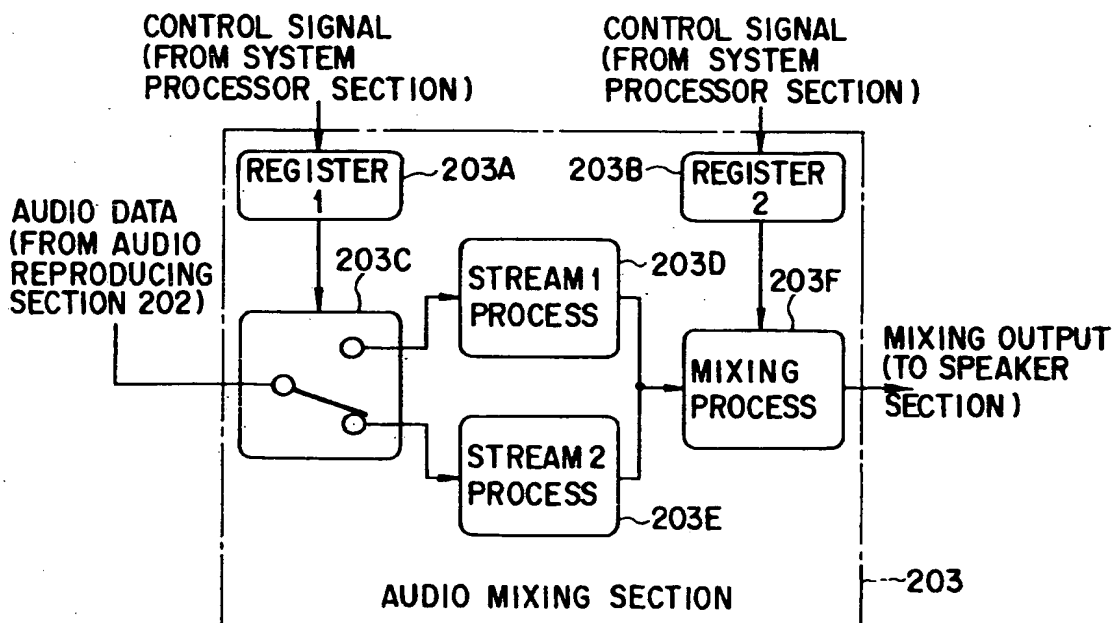 CONTROL SIGNAL
(FROM SYSTEM
PROCESSOR SECTION)
CONTROL SIGNAL
(FROM SYSTEM
PROCESSOR SECTION)
REGISTER
1
203A
203B
REGISTER
2
AUDIO DATA
(FROM AUDIO
REPRODUCING
SECTION 202)
203C
STREAM 1
PROCESS
203D
203F
MIXING
PROCESS
MIXING OUTPUT
(TO SPEAKER
SECTION)
STREAM 2
PROCESS
203E
203
AUDIO MIXING SECTION